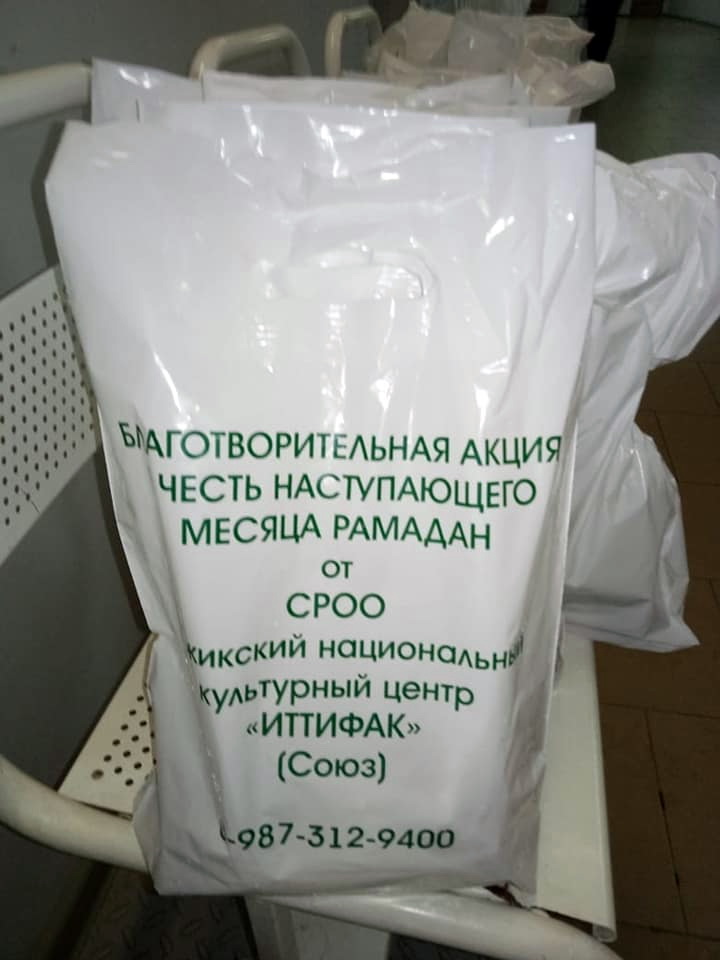 БЛАГОТВОРИТЕЛЬНАЯ АКЦИЯ
ЧЕСТЬ НАСТУПАЮЩЕГО
МЕСЯЦА РАМАДАН
от
СРОО
национальный
культурный центр
«ИТТИФАК»
(Союз)
987-312-9400